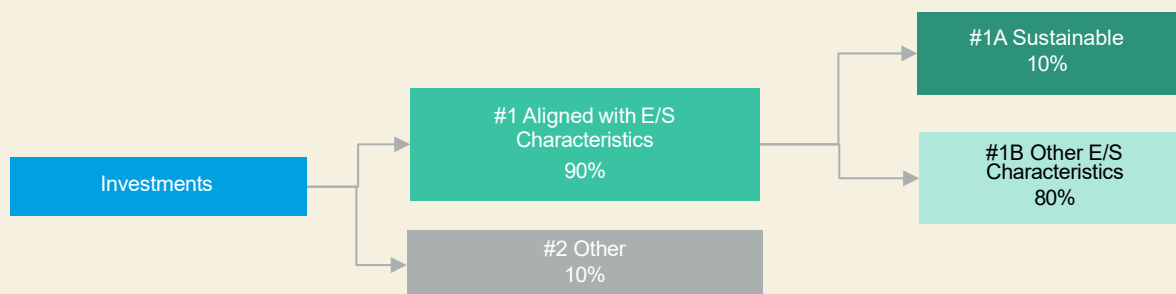 Investments
#1 Aligned with E/S
Characteristics
90%
#2 Other
10%
#1A Sustainable
10%
#1B Other E/S
Characteristics
80%